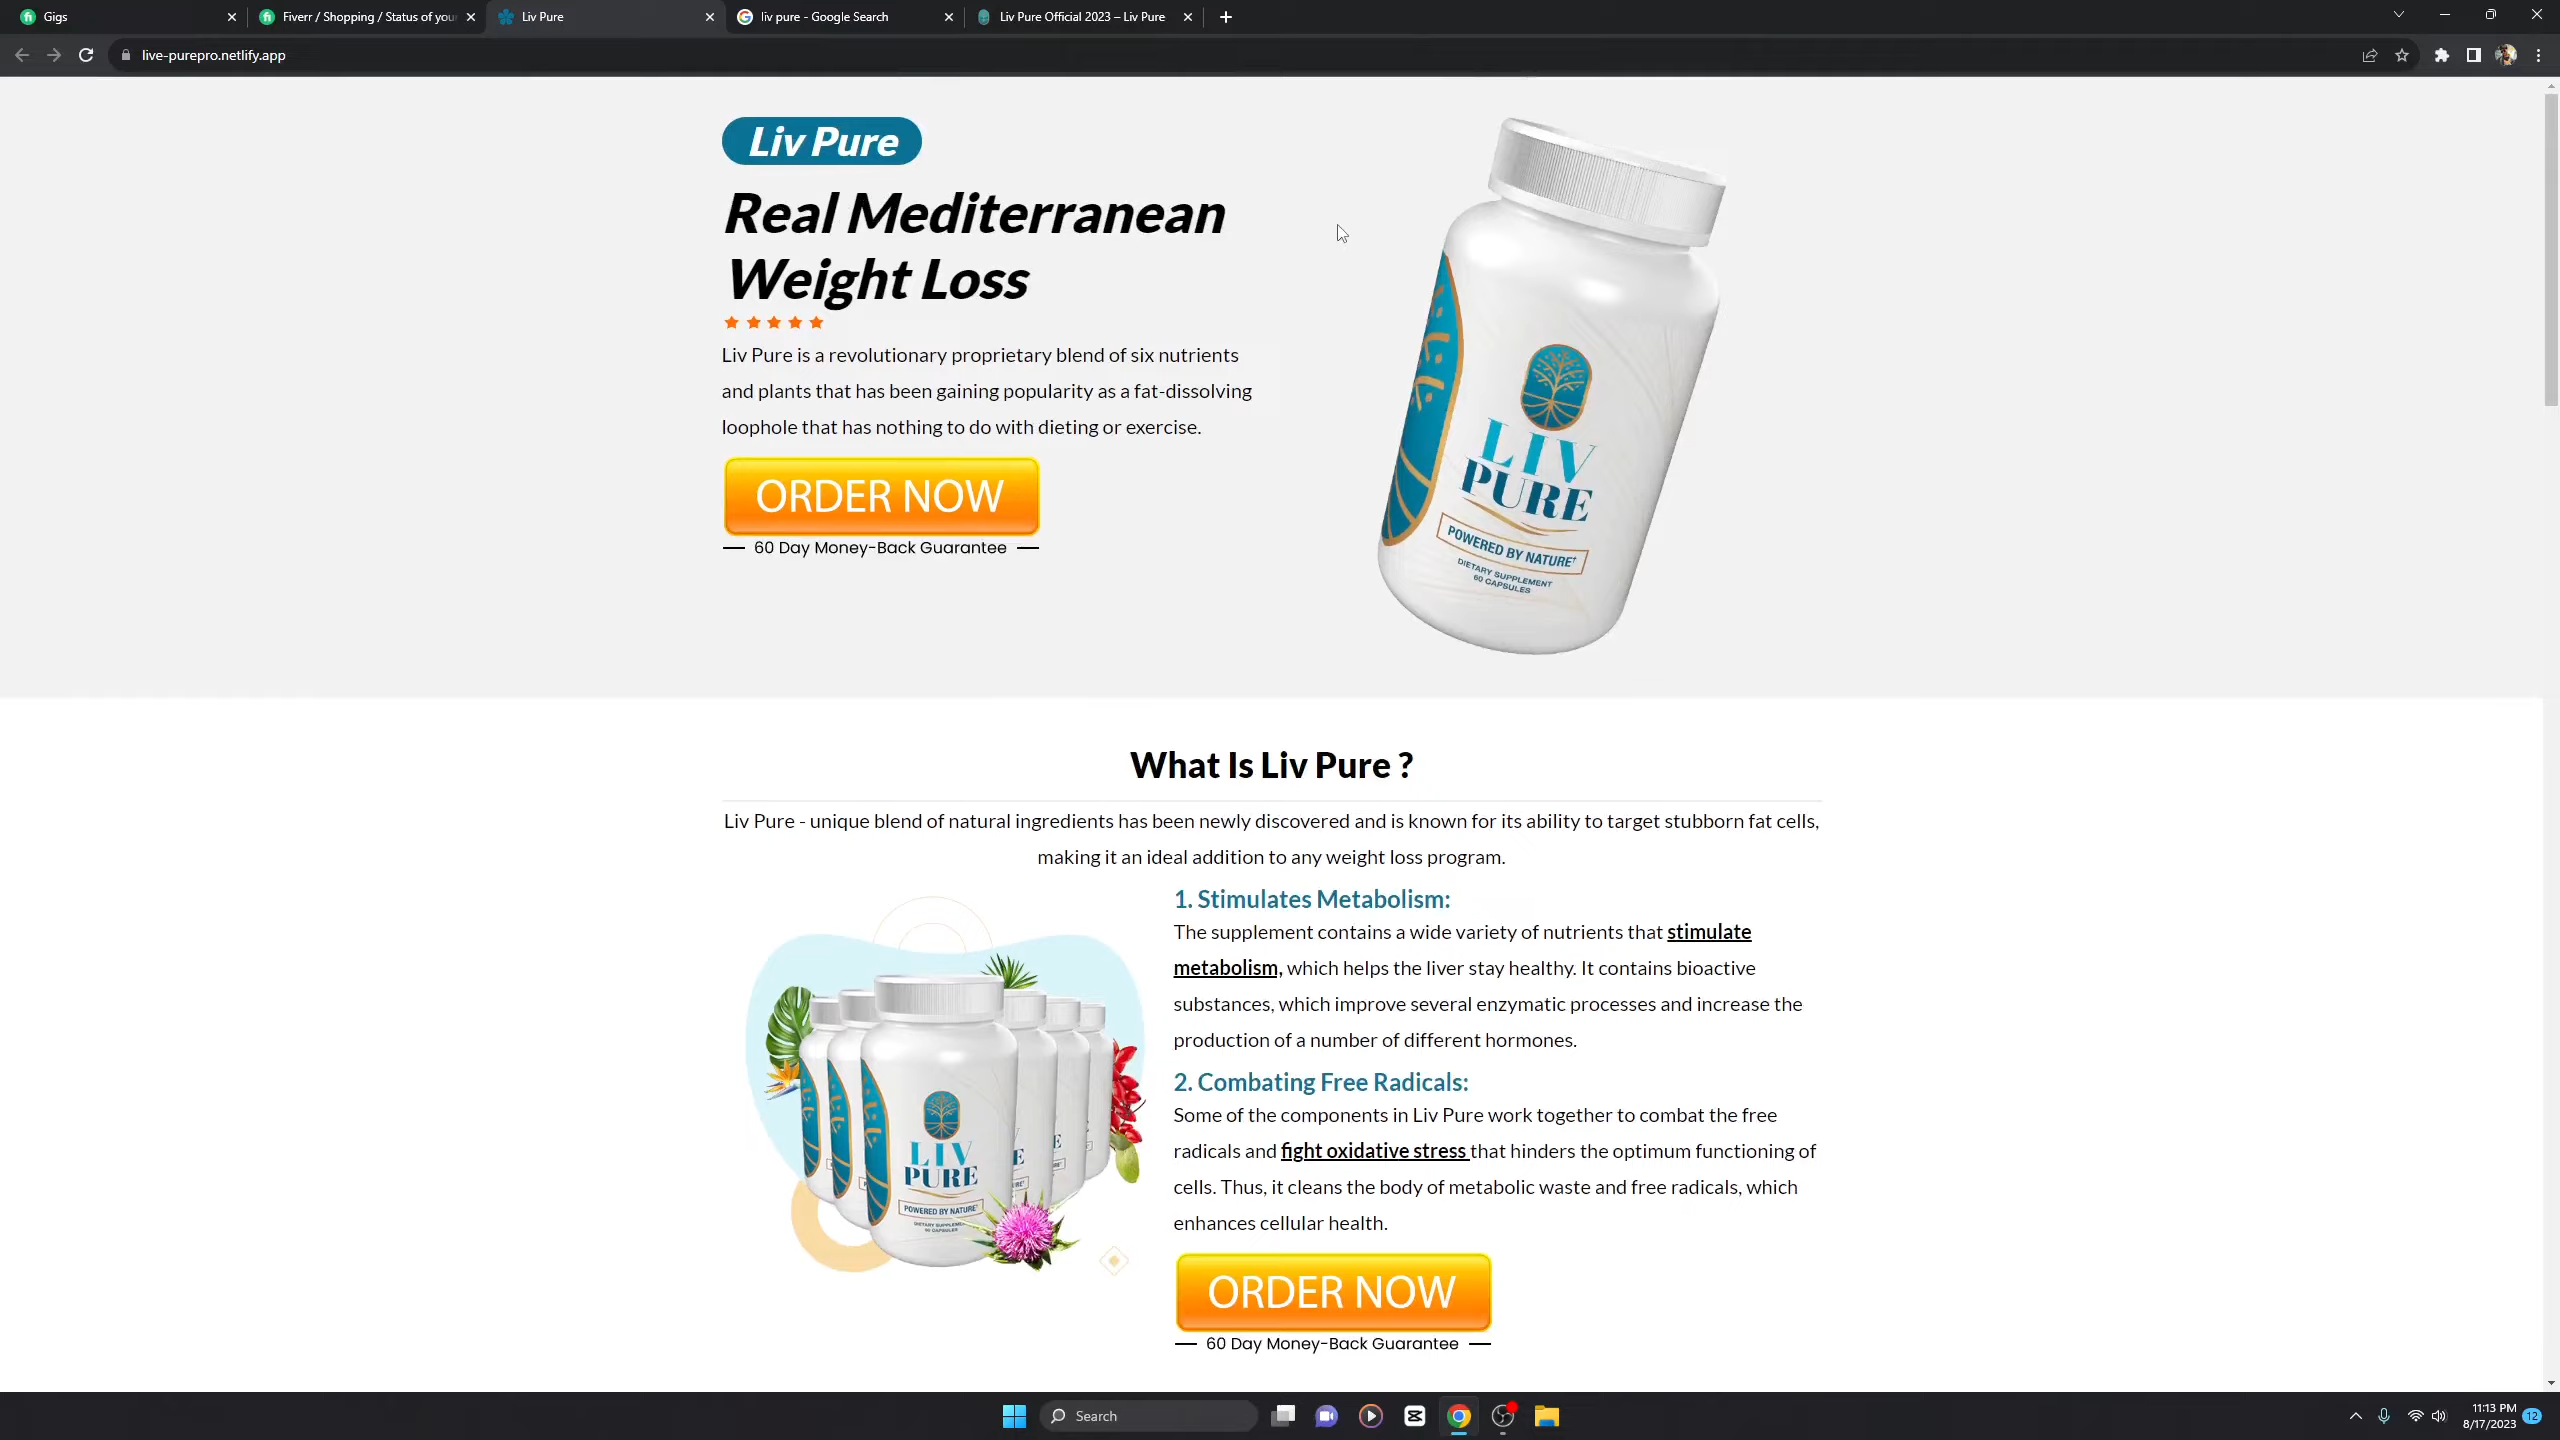 Gigs
Fiverr / Shopping / Status of your
Liv Pure
liv pure - Google Search
Liv Pure Official 2023 – Liv Pure
live-purepro.netlify.app
Liv Pure
Real Mediterranean
Weight Loss
Liv Pure is a revolutionary proprietary blend of six nutrients
and plants that has been gaining popularity as a fat-dissolving
loophole that has nothing to do with dieting or exercise.
ORDER NOW
60 Day Money-Back Guarantee
LIV
PURE
POWERED BY NATURE†
DIETARY SUPPLEMENT
60 CAPSULES
What Is Liv Pure ?
Liv Pure - unique blend of natural ingredients has been newly discovered and is known for its ability to target stubborn fat cells,
making it an ideal addition to any weight loss program.
1. Stimulates Metabolism:
The supplement contains a wide variety of nutrients that stimulate
metabolism, which helps the liver stay healthy. It contains bioactive
substances, which improve several enzymatic processes and increase the
production of a number of different hormones.
2. Combating Free Radicals:
Some of the components in Liv Pure work together to combat the free
radicals and fight oxidative stress that hinders the optimum functioning of
cells. Thus, it cleans the body of metabolic waste and free radicals, which
enhances cellular health.
ORDER NOW
60 Day Money-Back Guarantee
LIV
PURE
POWERED BY NATURE†
DIETARY SUPPLEMENT
60 CAPSULES
Search
11:13 PM
8/17/2023
12